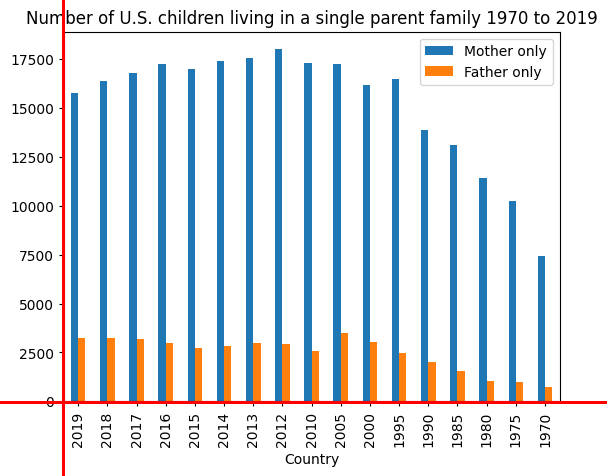 Number of U.S. children living in a single parent family 1970 to 2019
Mother only
Father only
17500
15000
12500
10000
7500
5000
2500
0
2019 2018 2017 2016 2015 2014 2013 2012 2010 2005 2000 1995 1990 1985 1980 1975 1970
Country